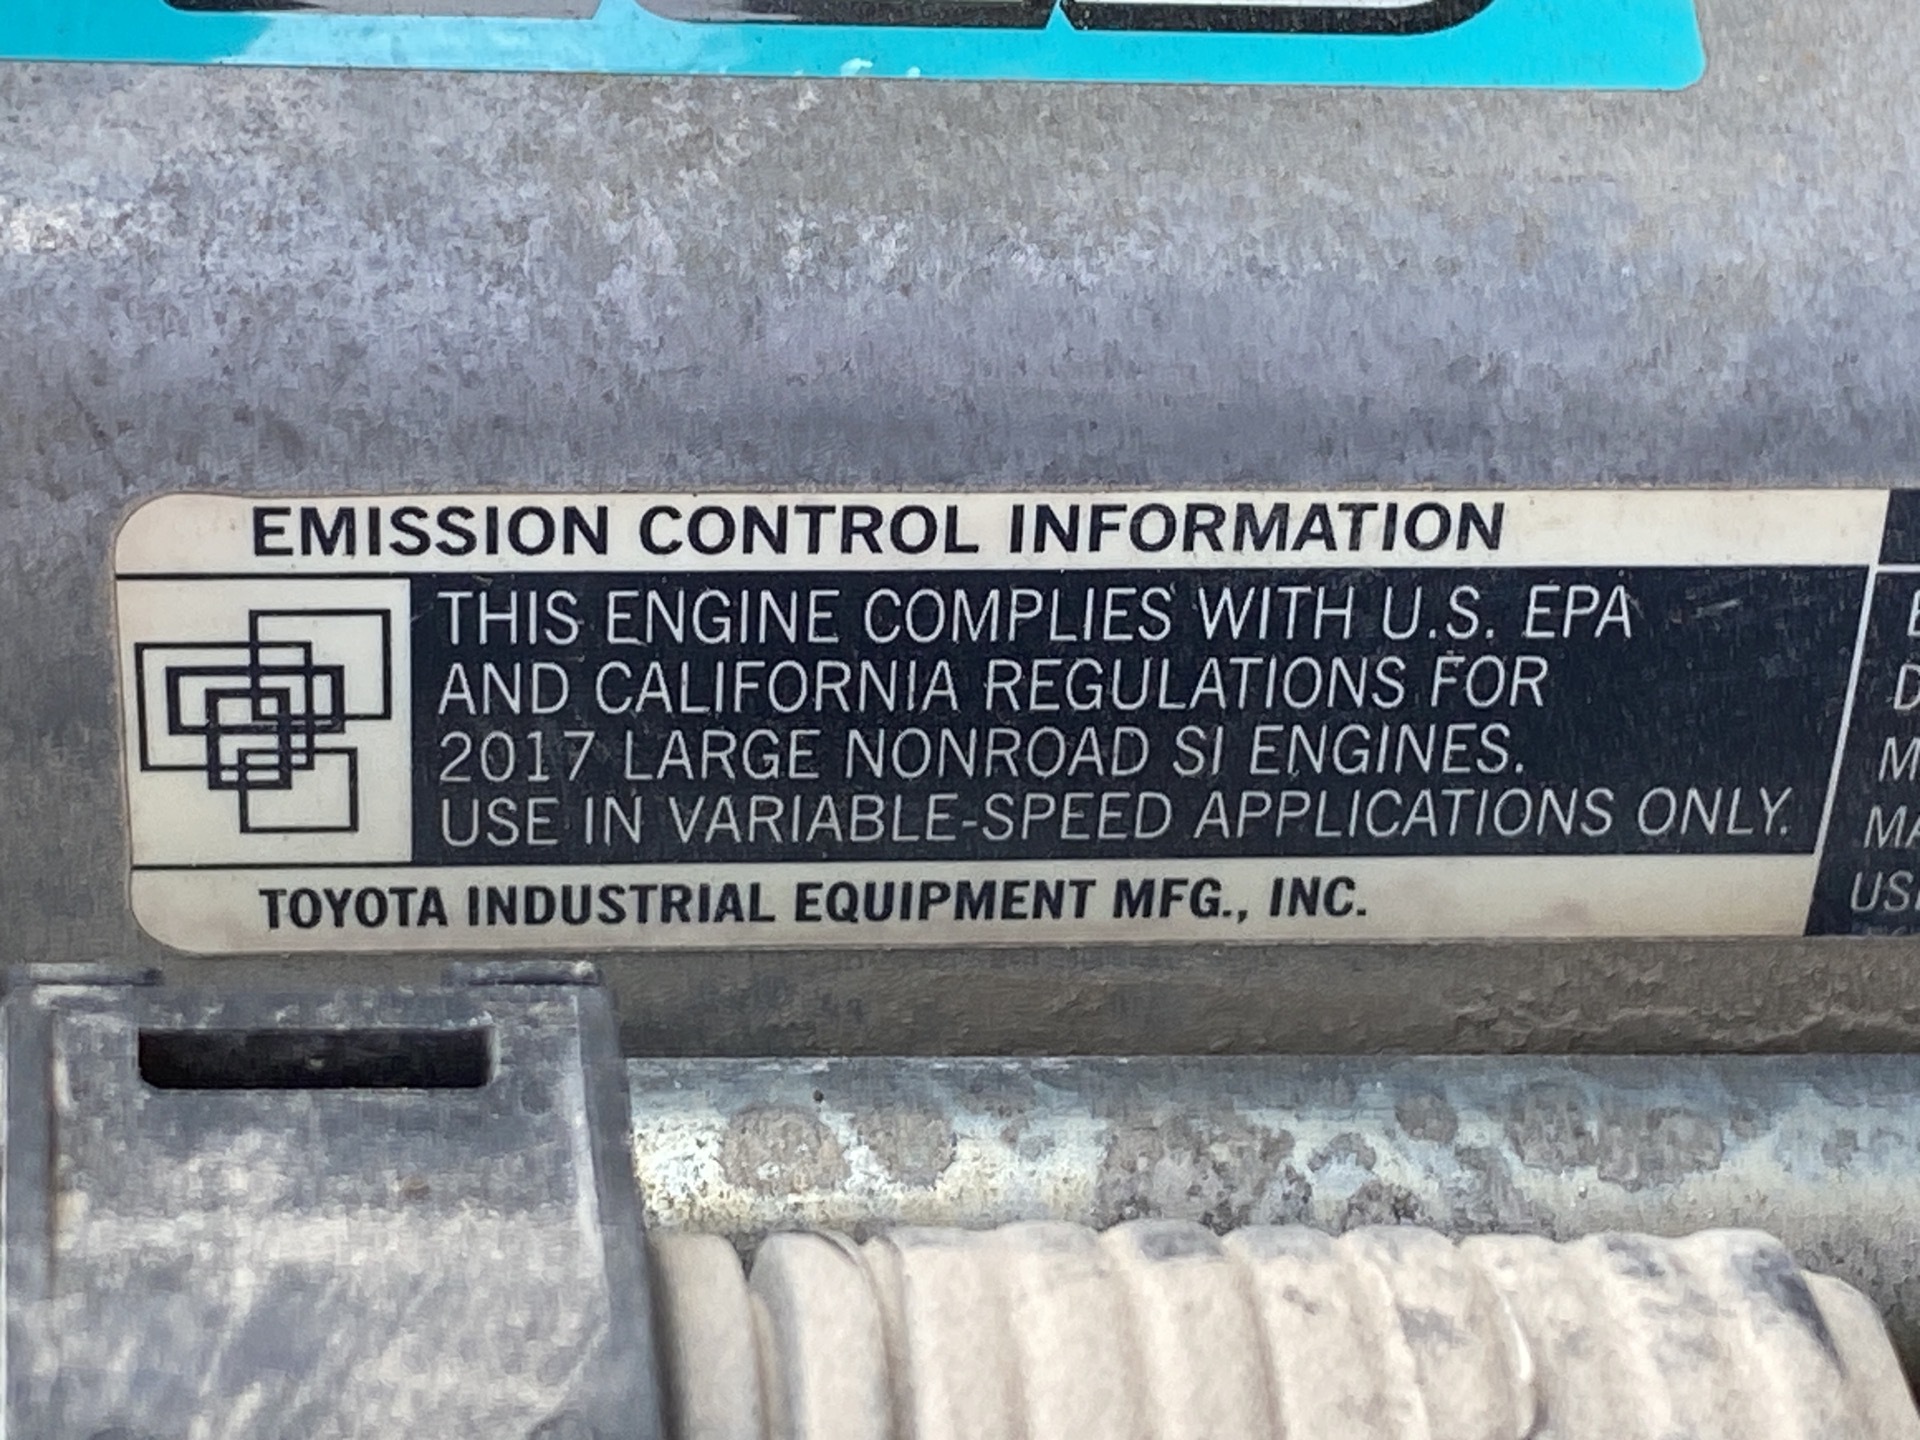 EMISSION CONTROL INFORMATION
THIS ENGINE COMPLIES WITH U.S. EPA
AND CALIFORNIA REGULATIONS FOR
2017 LARGE NONROAD SI ENGINES.
USE IN VARIABLE-SPEED APPLICATIONS ONLY.
TOYOTA INDUSTRIAL EQUIPMENT MFG., INC.